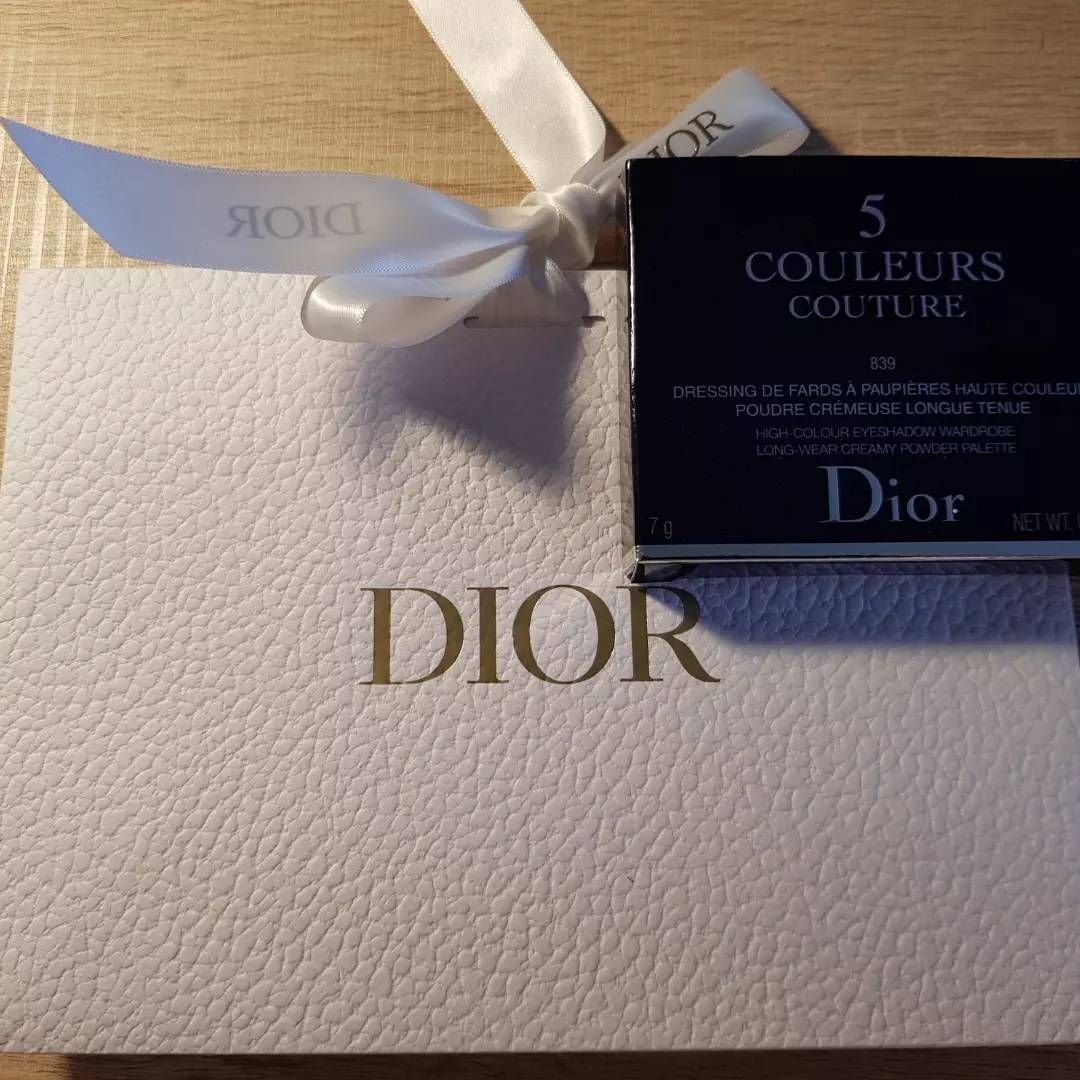 DIOR
DIOR
5
COULEURS
COUTURE
839
DRESSING DE FARDS À PAUPIÈRES HAUTE COULEU
POUDRE CRÉMEUSE LONGUE TENUE
HIGH-COLOUR EYESHADOW WARDROBE
LONG-WEAR CREAMY POWDER PALETTE
Dior
7 g
NET WT.
DIOR